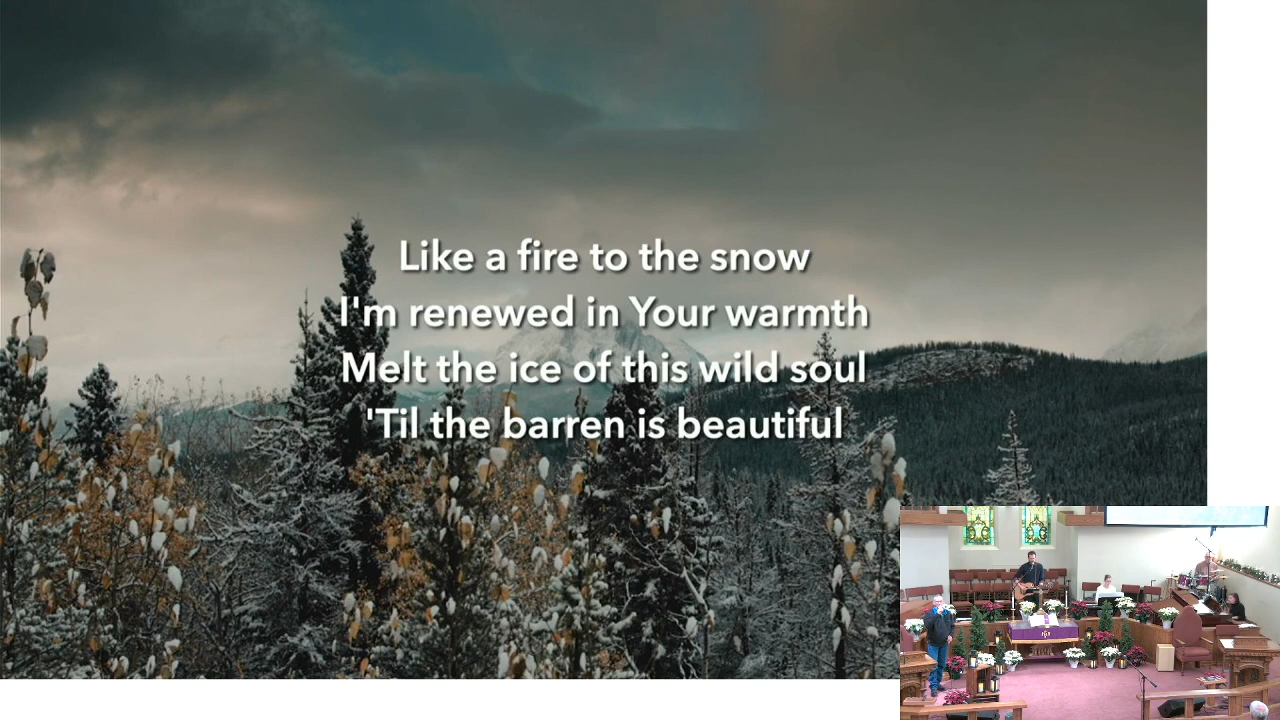 Like a fire to the snow
I'm renewed in Your warmth
Melt the ice of this wild soul
'Til the barren is beautiful